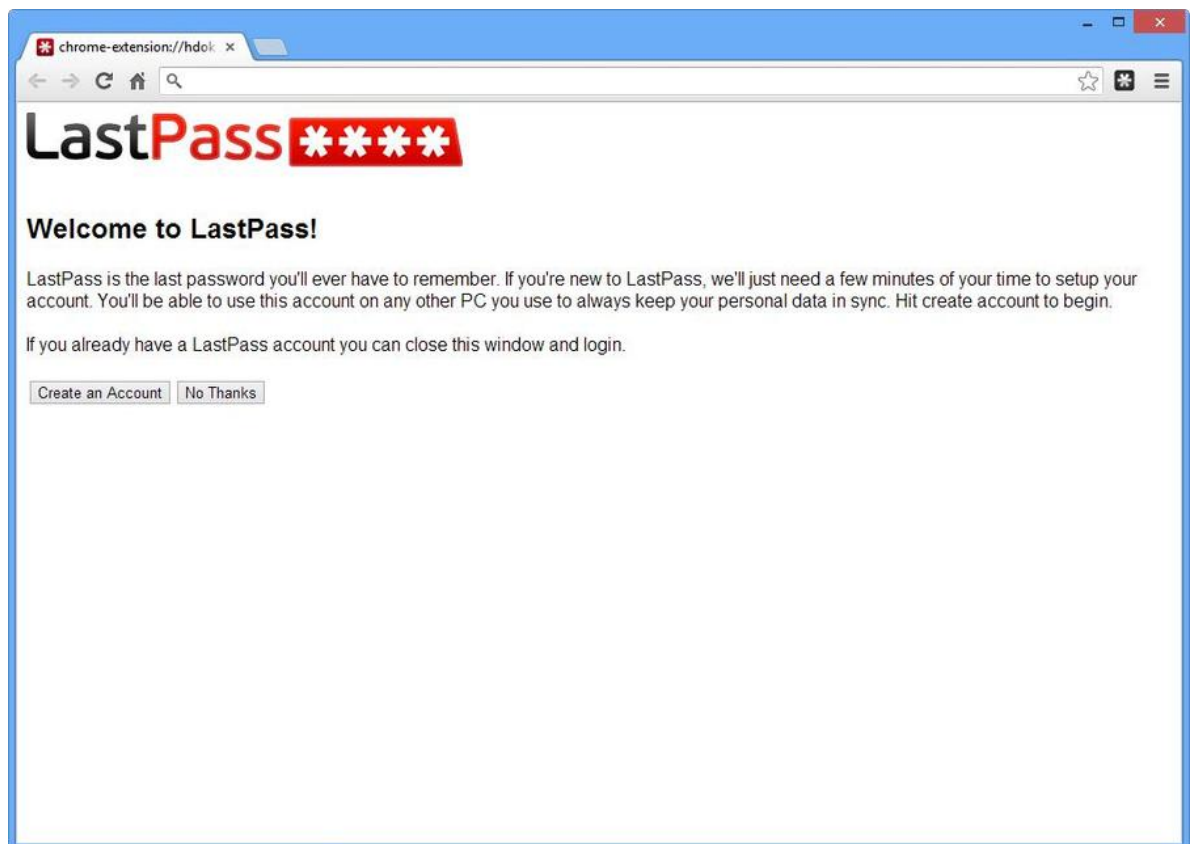 chrome-extension://hdok
LastPass ****
Welcome to LastPass!
LastPass is the last password you'll ever have to remember. If you're new to LastPass, we'll just need a few minutes of your time to setup your
account. You'll be able to use this account on any other PC you use to always keep your personal data in sync. Hit create account to begin.
If you already have a LastPass account you can close this window and login.
Create an Account No Thanks